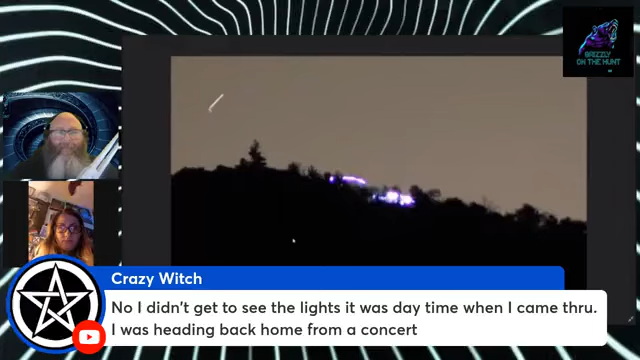 GRIZZLY
ON THE HUNT
Crazy Witch
No I didn't get to see the lights it was day time when I came thru.
I was heading back home from a concert